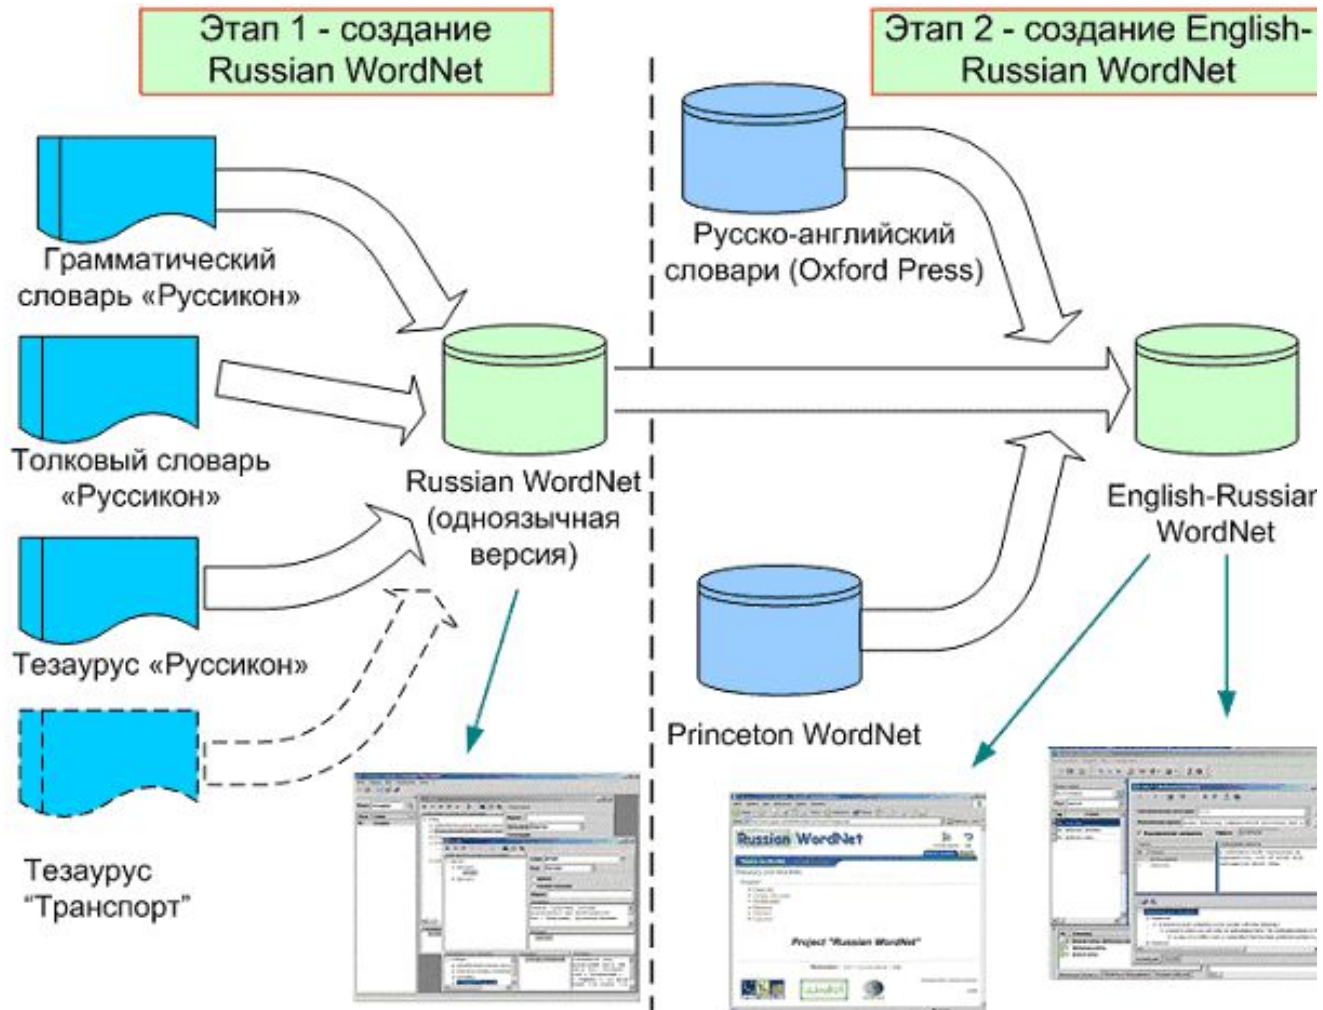 Этап 1 - создание
Russian WordNet
Этап 2 - создание English-
Russian WordNet
Грамматический
словарь «Руссикон»
Толковый словарь
«Руссикон»
Тезаурус «Руссикон»
Тезаурус
“Транспорт”
Russian WordNet
(одноязычная
версия)
Русско-английский
словари (Oxford Press)
Princeton WordNet
English-Russian
WordNet
Russian WordNet
Project "Russian WordNet"